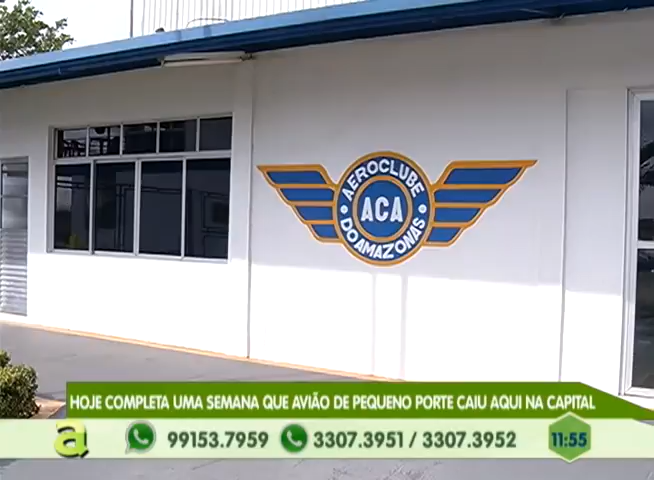 AEROCLUBE
ACA
DO AMAZONAS
HOJE COMPLETA UMA SEMANA QUE AVIÃO DE PEQUENO PORTE CAIU AQUI NA CAPITAL
a 99153.7959 3307.3951 / 3307.3952 11:55